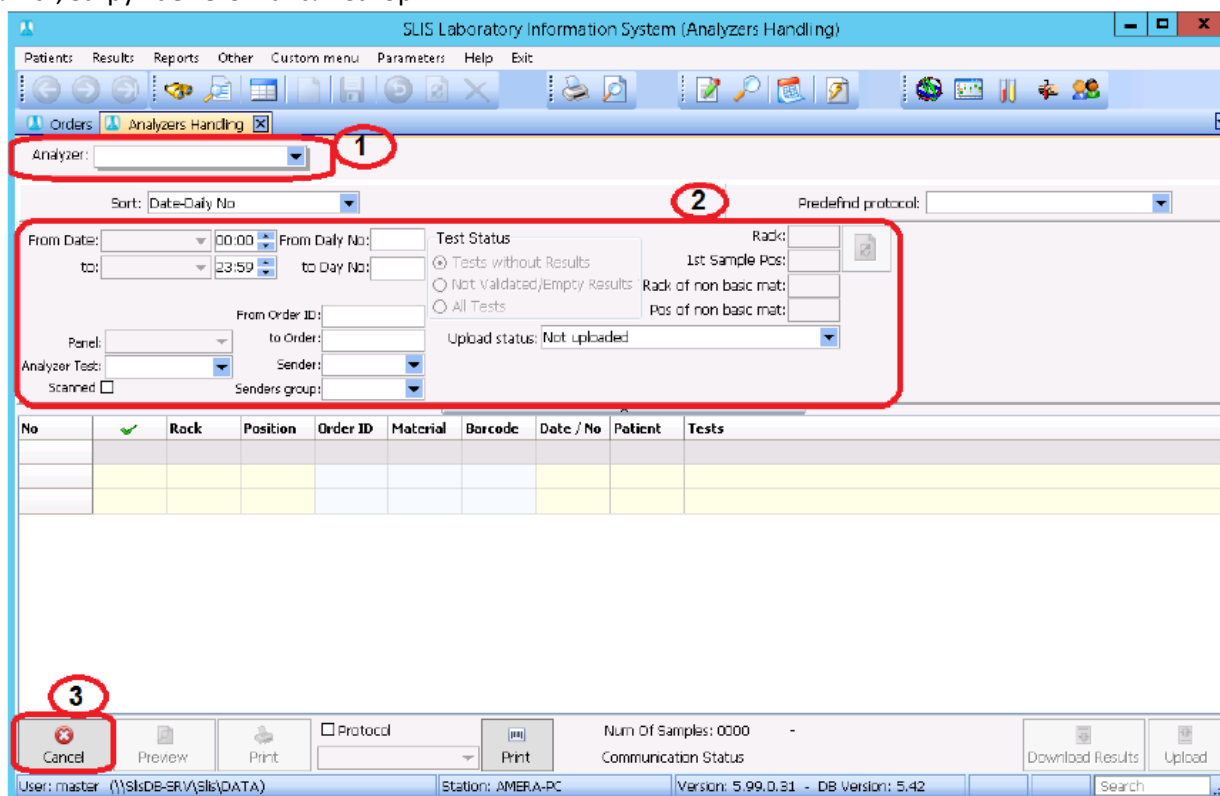 SLIS Laboratory Information System (Analyzers Handling)
Patients Results Reports Other Custom menu Parameters Help Exit
Orders Analyzers Handling
Analyzer: 1
Sort: Date-Daily No 2 Predefind protocol:
From Date: 00:00 From Daily No: Test Status Rack:
to: 23:59 to Day No: Tests without Results 1st Sample Pos:
Not Validated/Empty Results Rack of non basic mat:
From Order ID: All Tests Pos of non basic mat:
Panel: to Order: Upload status: Not uploaded
Analyzer Test: Sender:
Scanned Senders group:
No Rack Position Order ID Material Barcode Date / No Patient Tests
3
Protocol Num Of Samples: 0000 -
Cancel Preview Print Print Communication Status Download Results Upload
User: master (\\SlisDB-SRV\Slis\DATA) Station: AMERA-PC Version: 5.99.0.31 - DB Version: 5.42 Search